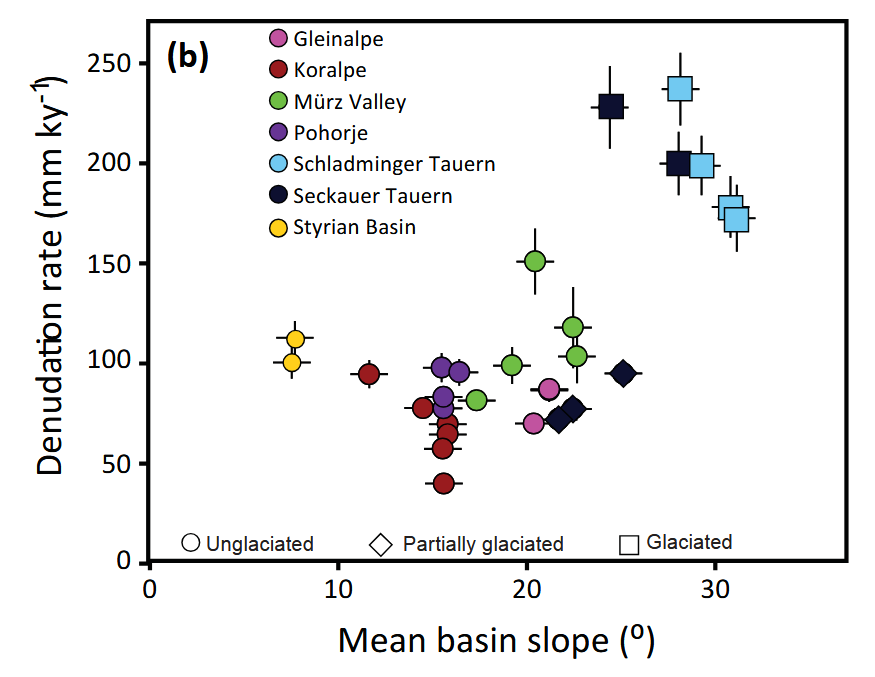 (b)
Gleinalpe
Koralpe
Mürz Valley
Pohorje
Schladminger Tauern
Seckauer Tauern
Styrian Basin
250
200
150
100
50
0
Denudation rate (mm ky⁻¹)
Unglaciated
Partially glaciated
Glaciated
0 10 20 30
Mean basin slope (⁰)